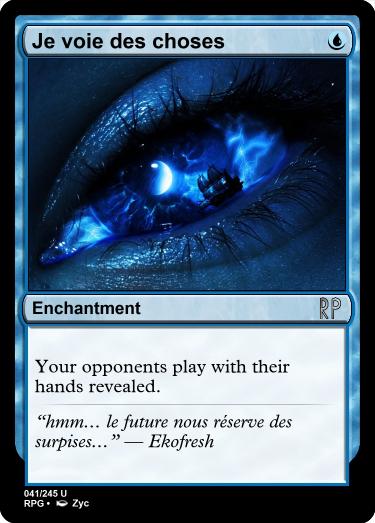 Je voie des choses
Enchantment
RP
Your opponents play with their
hands revealed.
“hmm... le future nous réserve des
surpises...” — Ekofresh
041/245 U
RPG • Zyc